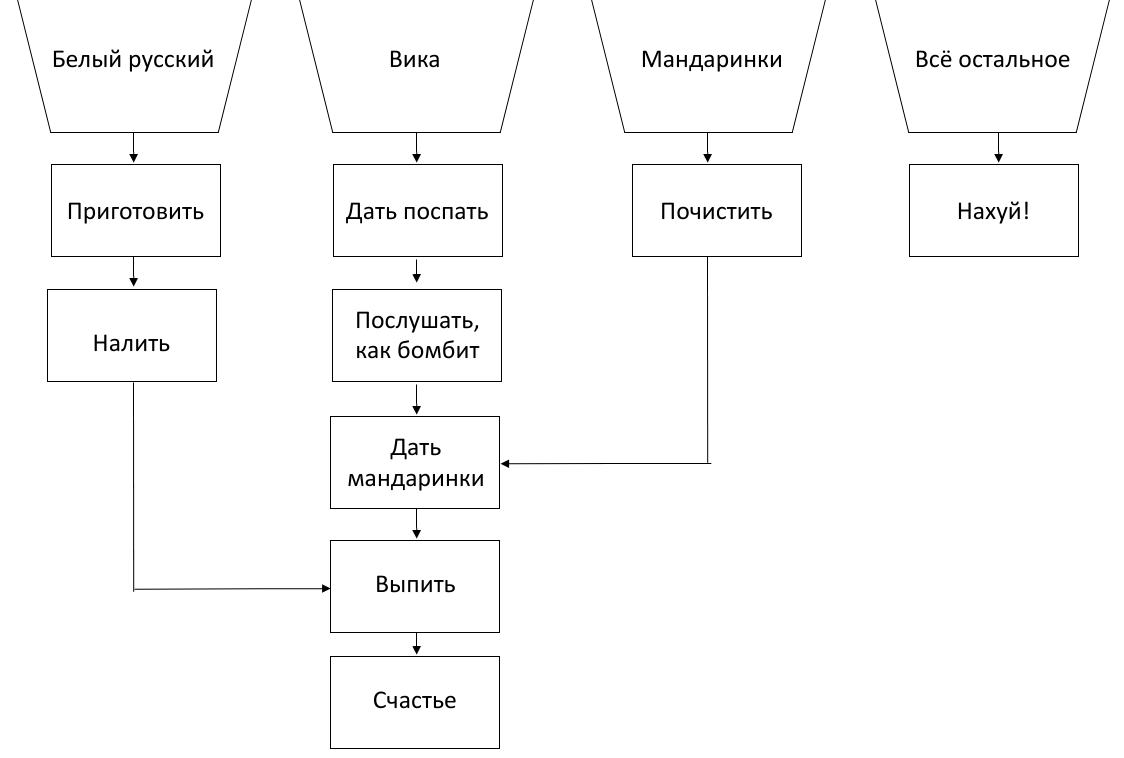 Белый русский
Вика
Мандаринки
Всё остальное
Приготовить
Дать поспать
Почистить
Нахуй!
Налить
Послушать,
как бомбит
Дать
мандаринки
Выпить
Счастье